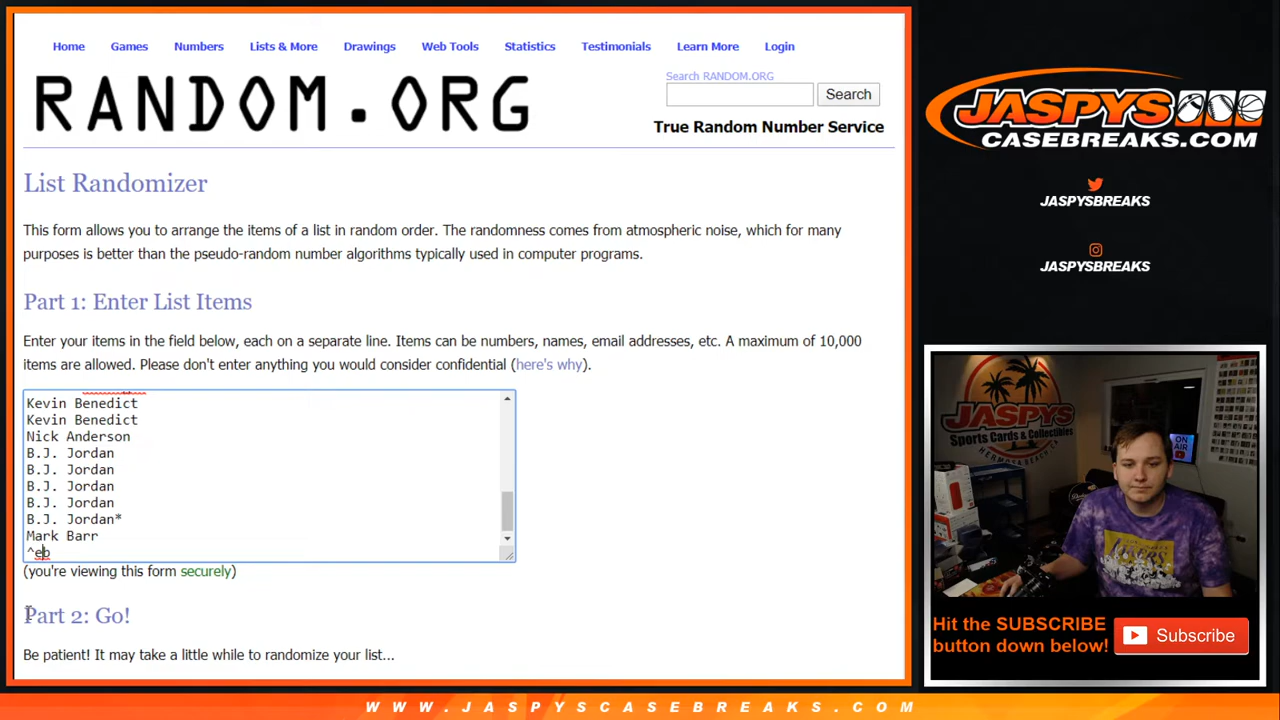 Home Games Numbers Lists & More Drawings Web Tools Statistics Testimonials Learn More Login
RANDOM.ORG
Search RANDOM.ORG
Search
True Random Number Service
List Randomizer
This form allows you to arrange the items of a list in random order. The randomness comes from atmospheric noise, which for many
purposes is better than the pseudo-random number algorithms typically used in computer programs.
Part 1: Enter List Items
Enter your items in the field below, each on a separate line. Items can be numbers, names, email addresses, etc. A maximum of 10,000
items are allowed. Please don't enter anything you would consider confidential (here's why).
Kevin Benedict
Kevin Benedict
Nick Anderson
B.J. Jordan
B.J. Jordan
B.J. Jordan
B.J. Jordan
B.J. Jordan*
Mark Barr
^eb
(you're viewing this form securely)
Part 2: Go!
Be patient! It may take a little while to randomize your list...
JASPYS
CASEBREAKS.COM
JASPYSBREAKS
JASPYSBREAKS
JASPYS
Sports Cards & Collectibles
HERMOSA BEACH, CA
ON AIR
LAKERS
Hit the SUBSCRIBE
button down below!
Subscribe
WWW.JASPYSCASEBREAKS.COM